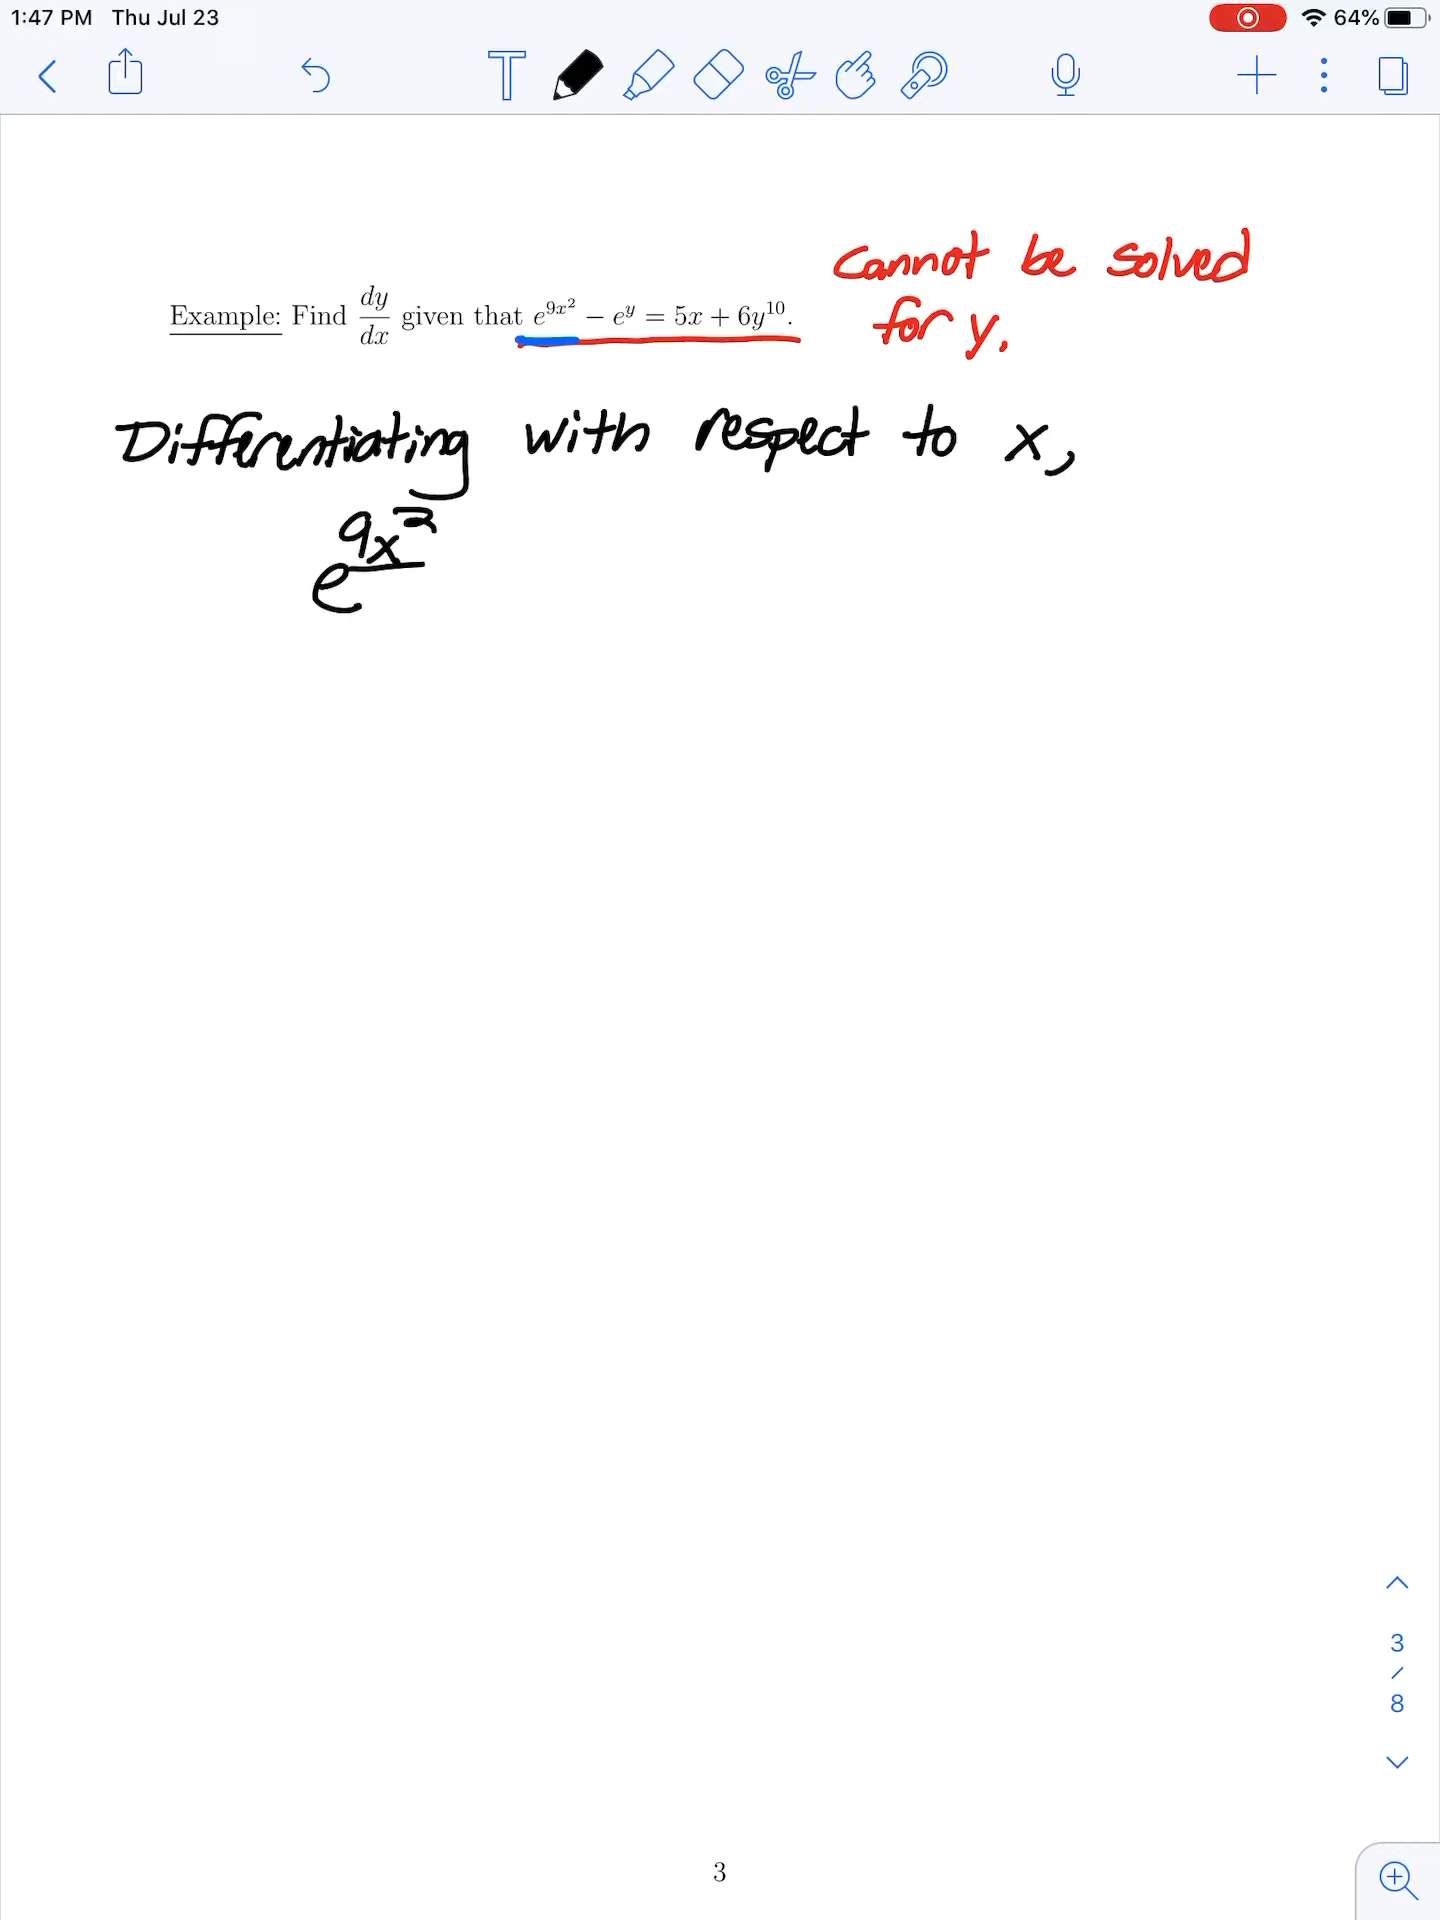 1:47 PM Thu Jul 23
64%
cannot be solved
for y.
Example: Find dy/dx given that e^{9x^2} − e^y = 5x + 6y^{10}.
Differentiating with respect to x,
e^{9x^2}
3
/
8
3